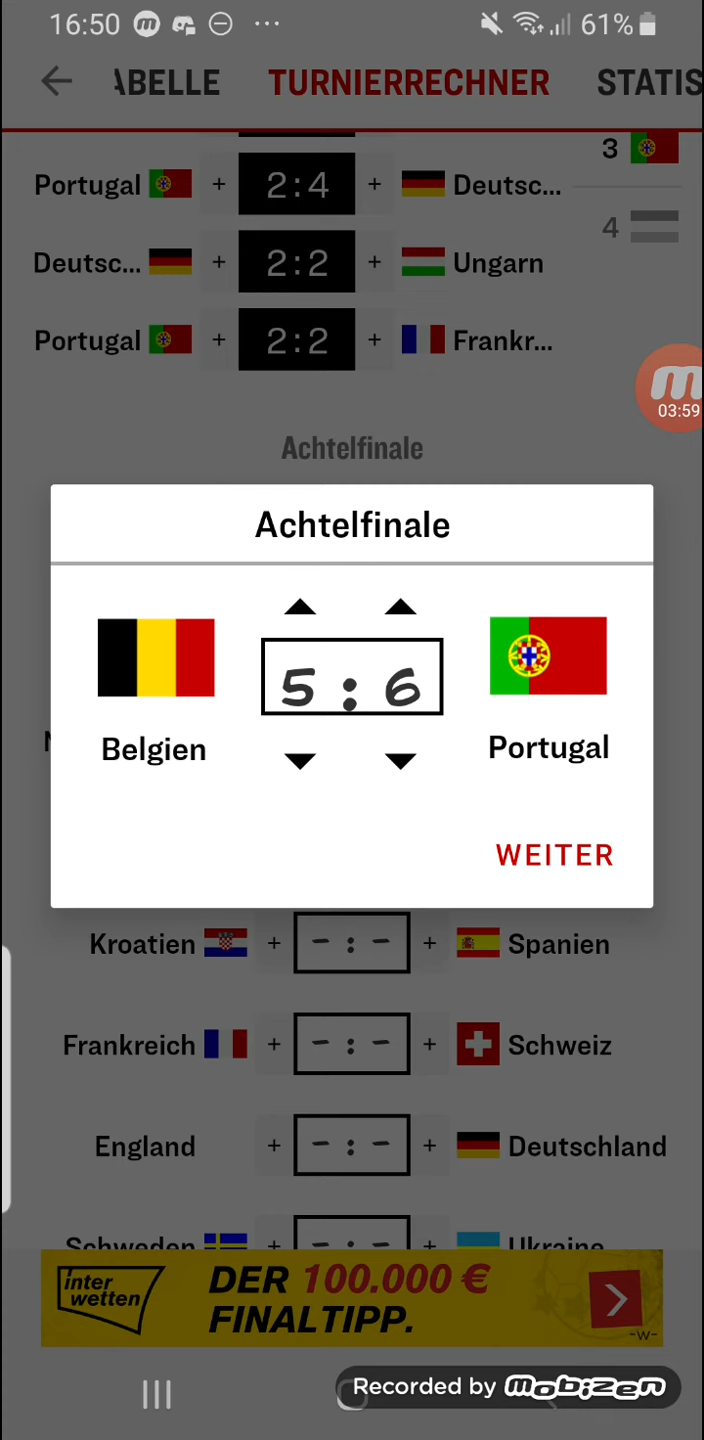 16:50 61%
ABELLE TURNIERRECHNER STATIS
3
Portugal + 2:4 + Deutsc...
4
Deutsc... + 2:2 + Ungarn
Portugal + 2:2 + Frankr...
03:59
Achtelfinale
Achtelfinale
5 : 6
Belgien Portugal
WEITER
Kroatien + - : - + Spanien
Frankreich + - : - + Schweiz
England + - : - + Deutschland
Schweden + - : - + Ukraine
inter wetten
DER 100.000 €
FINALTIPP.
-W-
Recorded by mobizen